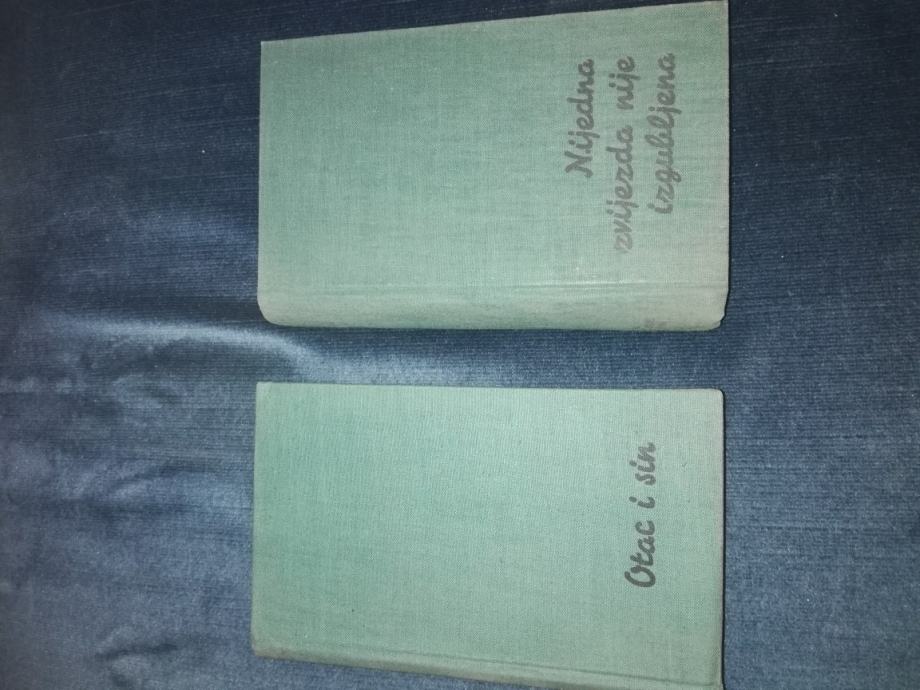 Nijedna
zvijezda nije
izgubljena
Otac i sin